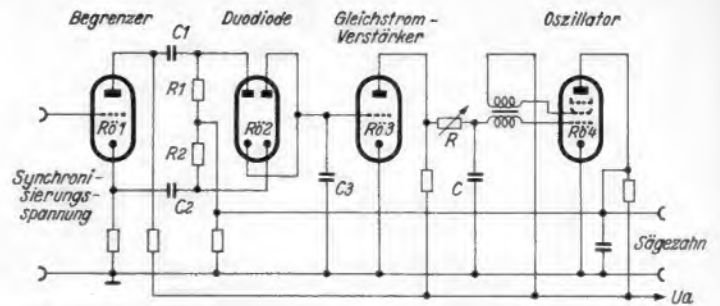 Begrenzer
Duodiode
Gleichstrom-
Verstärker
Oszillator
C1
R1
R2
C2
Rö1
Rö2
Rö3
Rö4
R
C3
C
Synchroni-
sierungs-
spannung
Sägezahn
Ua